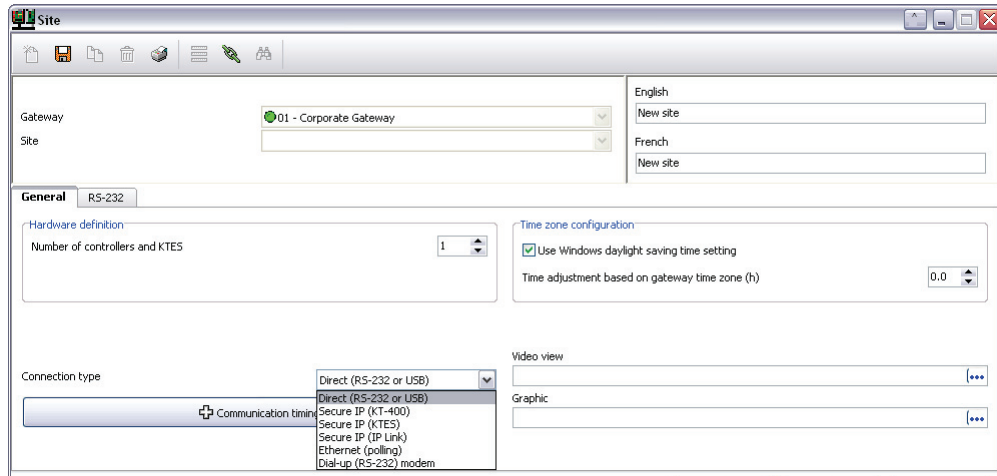 Site
English
Gateway
01 - Corporate Gateway
New site
Site
French
New site
General
RS-232
Hardware definition
Number of controllers and KTES
1
Time zone configuration
Use Windows daylight saving time setting
Time adjustment based on gateway time zone (h)
0.0
Connection type
Direct (RS-232 or USB)
Direct (RS-232 or USB)
Secure IP (KT-400)
Secure IP (KTES)
Secure IP (IP Link)
Ethernet (polling)
Dial-up (RS-232) modem
Communication timing
Video view
Graphic